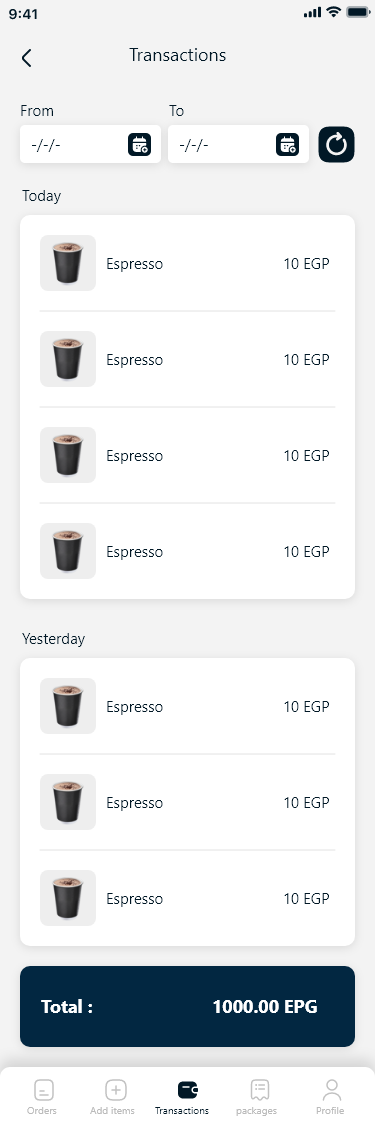 9:41
Transactions
From To
-/-/- -/-/-
Today
Espresso 10 EGP
Espresso 10 EGP
Espresso 10 EGP
Espresso 10 EGP
Yesterday
Espresso 10 EGP
Espresso 10 EGP
Espresso 10 EGP
Total : 1000.00 EPG
Orders Add items Transactions packages Profile